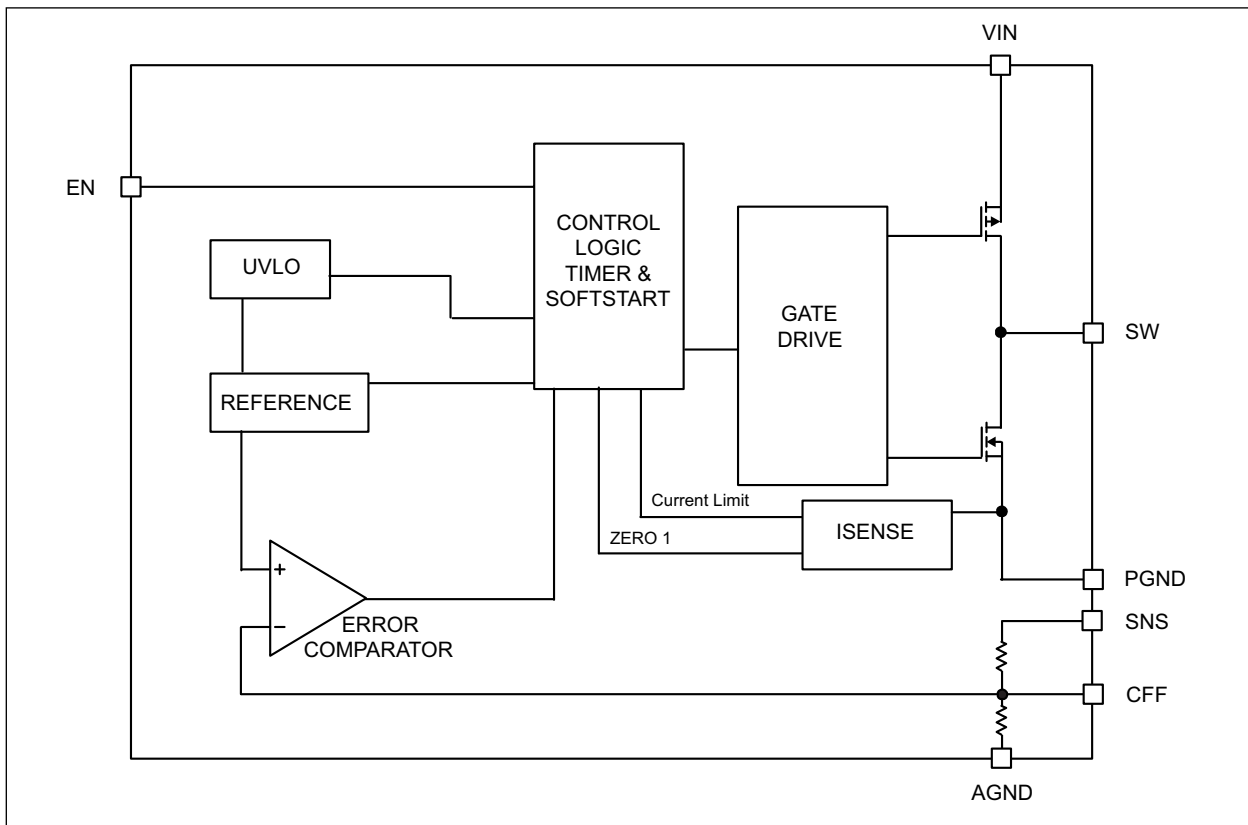 VIN
EN
CONTROL
LOGIC
TIMER &
SOFTSTART
UVLO
GATE
DRIVE
SW
REFERENCE
Current Limit
ISENSE
ZERO 1
PGND
+
−
SNS
ERROR
COMPARATOR
CFF
AGND